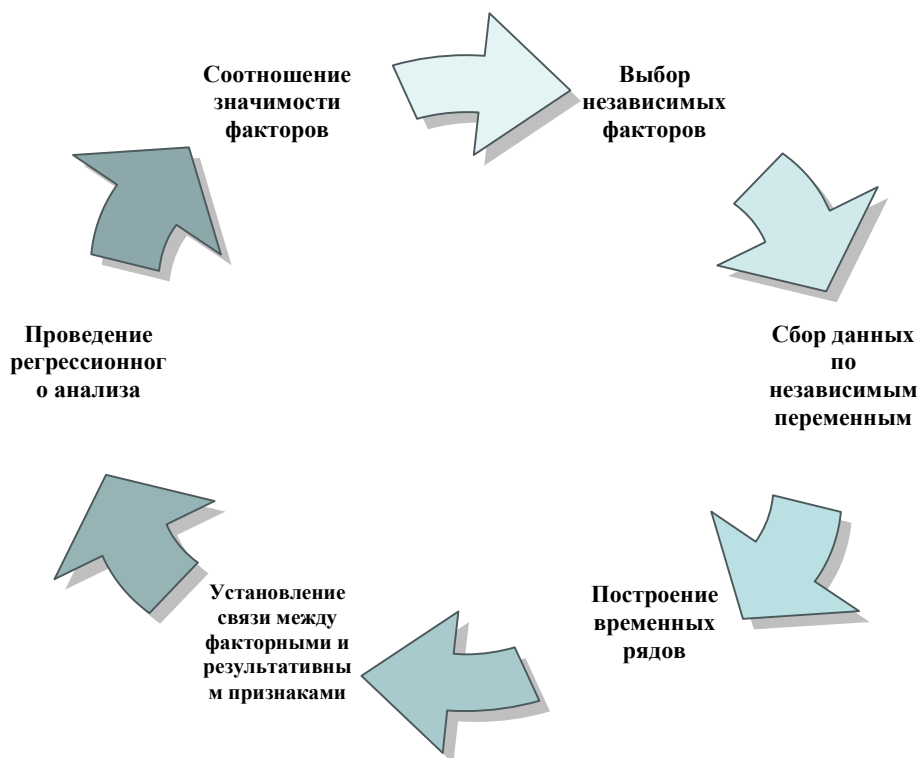 Соотношение
значимости
факторов
Выбор
независимых
факторов
Сбор данных
по
независимым
переменным
Построение
временных
рядов
Установление
связи между
факторными и
результативны
м признаками
Проведение
регрессионног
о анализа